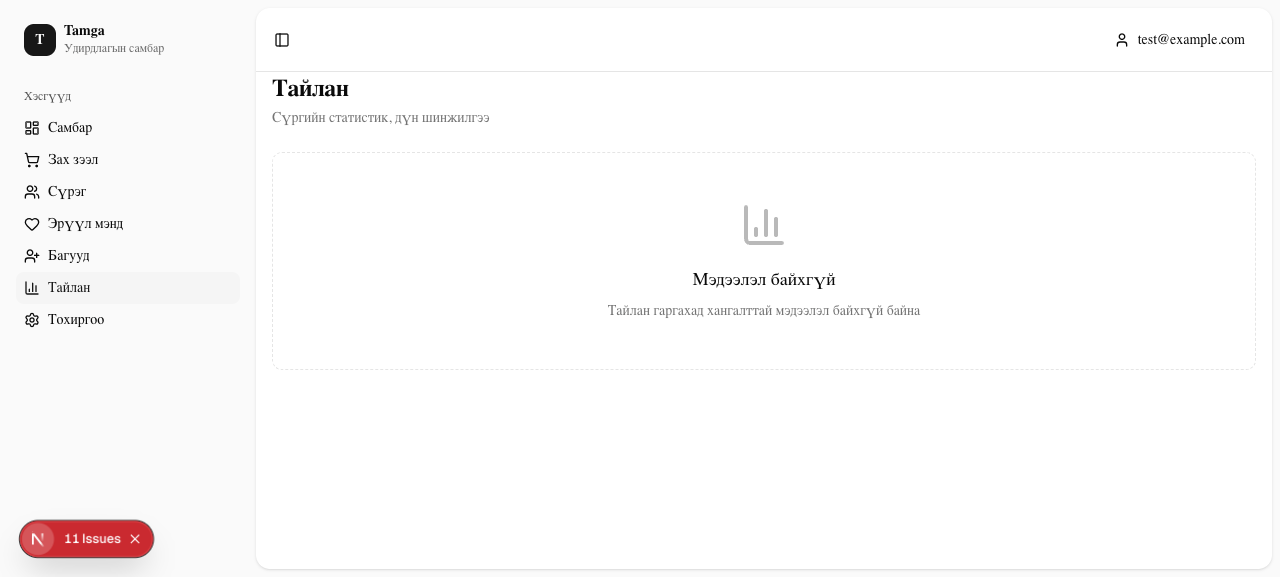 T
Tamga
Удирдлагын самбар
Хэсгүүд
Самбар
Зах зээл
Сүрэг
Эрүүл мэнд
Багууд
Тайлан
Тохиргоо
test@example.com
Тайлан
Сүргийн статистик, дүн шинжилгээ
Мэдээлэл байхгүй
Тайлан гаргахад хангалттай мэдээлэл байхгүй байна
N
11 Issues